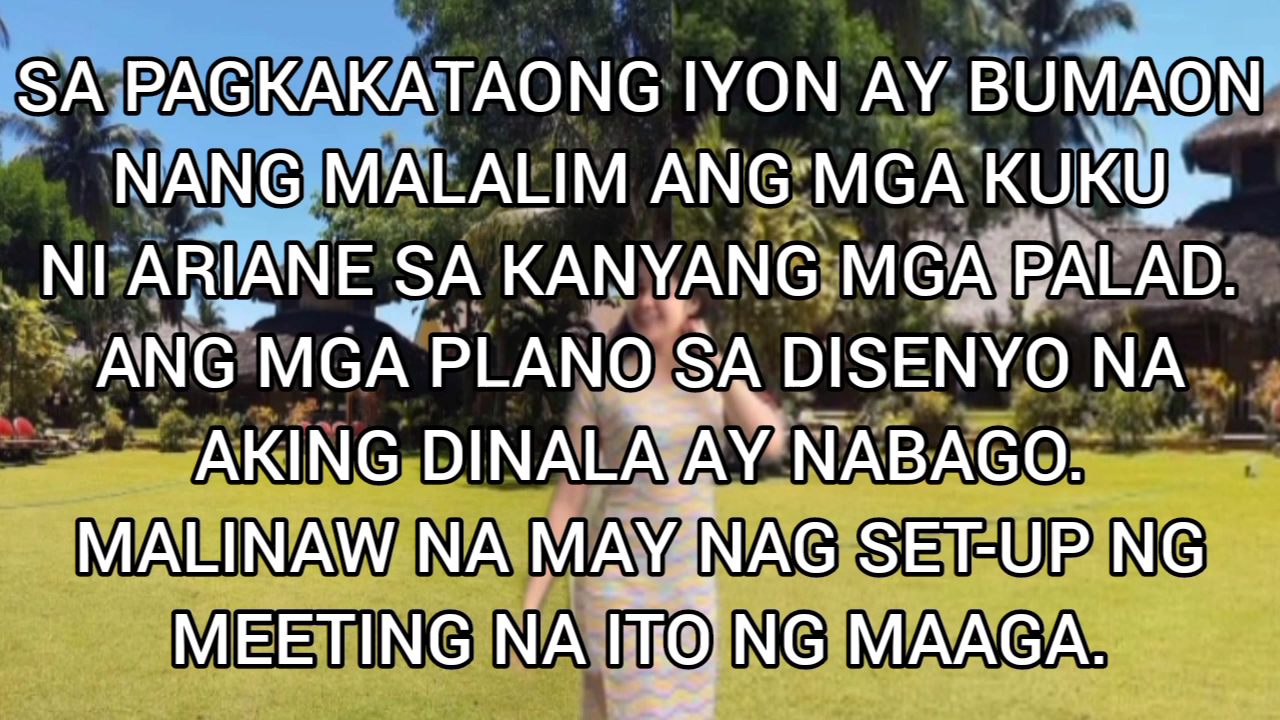 SA PAGKAKATAONG IYON AY BUMAON
NANG MALALIM ANG MGA KUKU
NI ARIANE SA KANYANG MGA PALAD.
ANG MGA PLANO SA DISENYO NA
AKING DINALA AY NABAGO.
MALINAW NA MAY NAG SET-UP NG
MEETING NA ITO NG MAAGA.